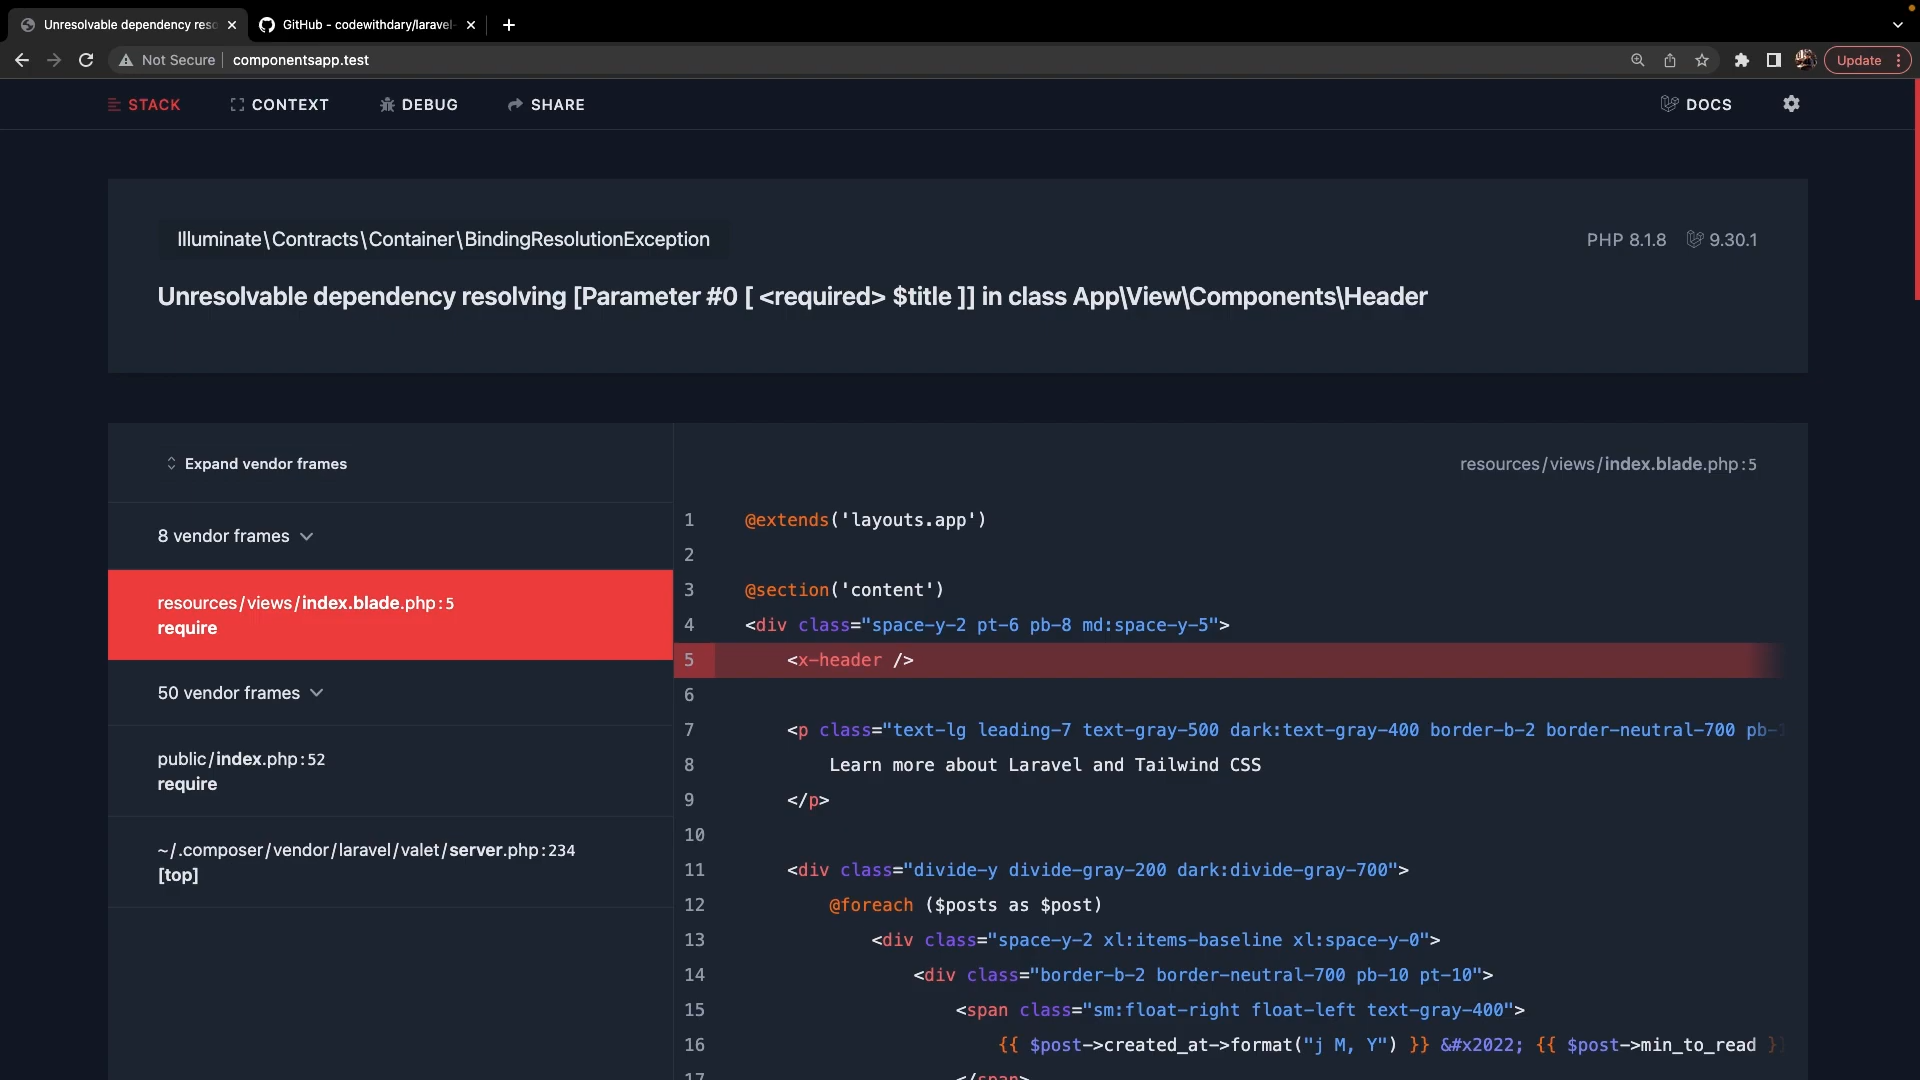 Unresolvable dependency reso
GitHub - codewithdary/laravel-
Not Secure
componentsapp.test
Update
STACK
CONTEXT
DEBUG
SHARE
DOCS
Illuminate\Contracts\Container\BindingResolutionException
PHP 8.1.8
9.30.1
Unresolvable dependency resolving [Parameter #0 [ <required> $title ]] in class App\View\Components\Header
Expand vendor frames
8 vendor frames
resources/views/index.blade.php:5
require
50 vendor frames
public/index.php:52
require
~/.composer/vendor/laravel/valet/server.php:234
[top]
resources/views/index.blade.php:5
1 @extends('layouts.app')
2
3 @section('content')
4 <div class="space-y-2 pt-6 pb-8 md:space-y-5">
5 <x-header />
6
7 <p class="text-lg leading-7 text-gray-500 dark:text-gray-400 border-b-2 border-neutral-700 pb-
8 Learn more about Laravel and Tailwind CSS
9 </p>
10
11 <div class="divide-y divide-gray-200 dark:divide-gray-700">
12 @foreach ($posts as $post)
13 <div class="space-y-2 xl:items-baseline xl:space-y-0">
14 <div class="border-b-2 border-neutral-700 pb-10 pt-10">
15 <span class="sm:float-right float-left text-gray-400">
16 {{ $post->created_at->format("j M, Y") }} &#x2022; {{ $post->min_to_read }
17 </span>